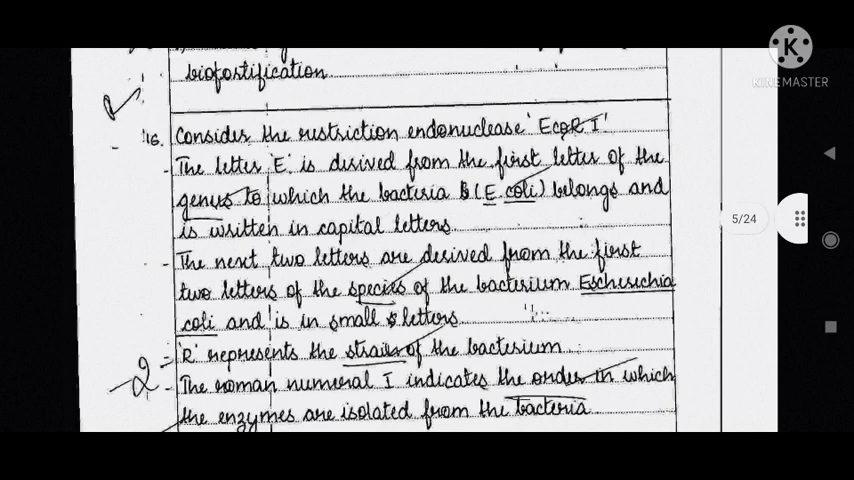 biofostification
16. Consider the restriction endonuclease 'EcoR I'
- The letter 'E' is derived from the first letter of the
genus to which the bacteria (E. coli) belongs and
is written in capital letters.
- The next two letters are derived from the first
two letters of the species of the bacterium Escherichia
coli and is in small letters
- 'R' represents the strain of the bacterium
2
- The roman numeral I indicates the order in which
the enzymes are isolated from the bacteria
K
KINEMASTER
5/24